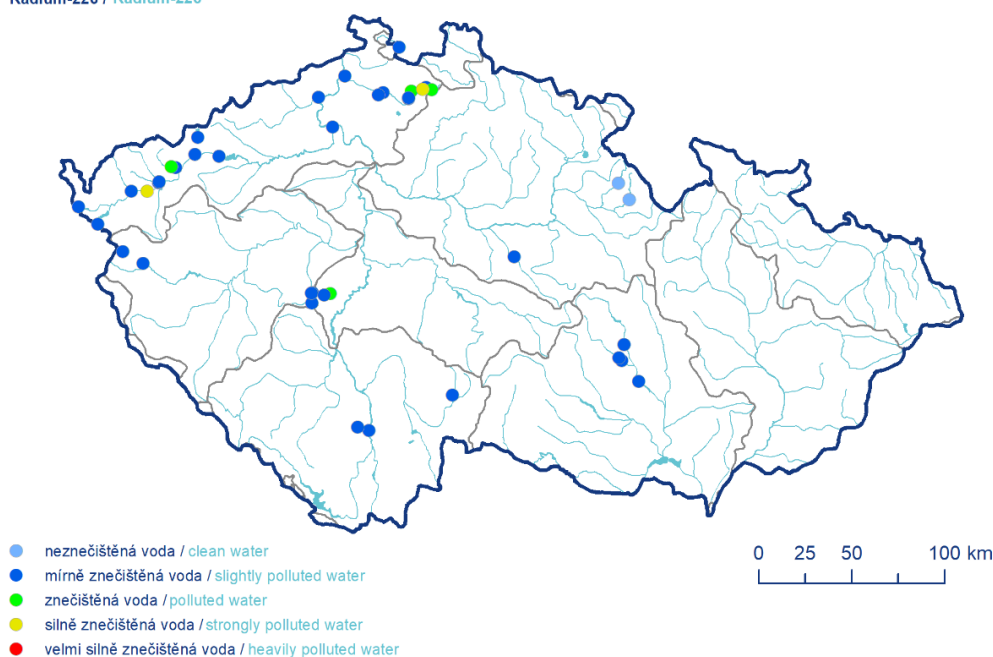 neznečištěná voda / clean water
mírně znečištěná voda / slightly polluted water
znečištěná voda / polluted water
silně znečištěná voda / strongly polluted water
velmi silně znečištěná voda / heavily polluted water
0 25 50 100 km